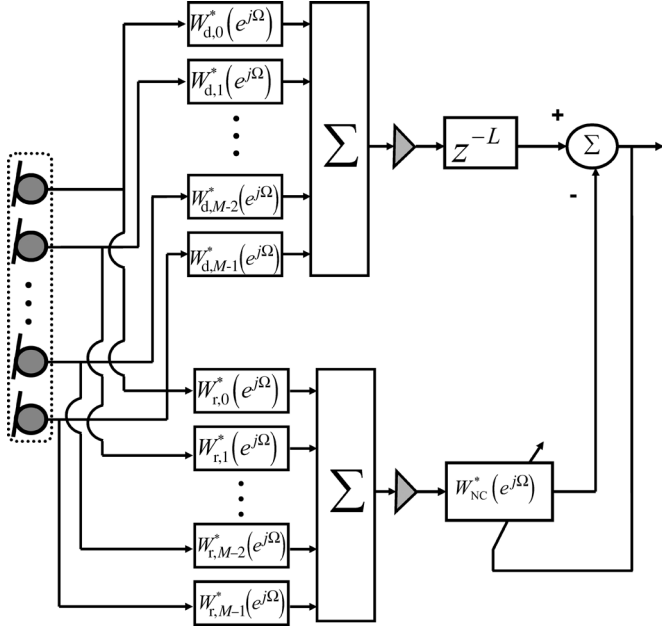 W*d,0(e^jΩ)
W*d,1(e^jΩ)
W*d,M-2(e^jΩ)
W*d,M-1(e^jΩ)
Σ
z^-L
+
Σ
-
W*r,0(e^jΩ)
W*r,1(e^jΩ)
W*r,M–2(e^jΩ)
W*r,M–1(e^jΩ)
Σ
W*NC(e^jΩ)